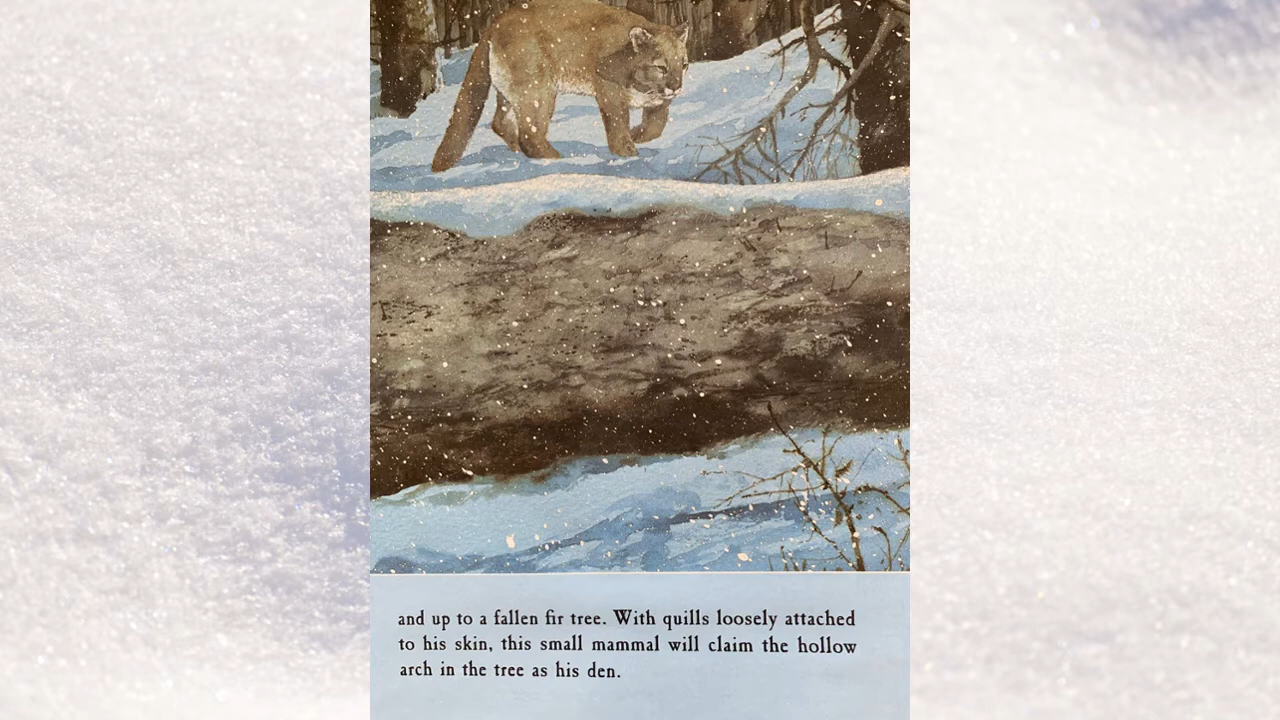 and up to a fallen fir tree. With quills loosely attached
to his skin, this small mammal will claim the hollow
arch in the tree as his den.